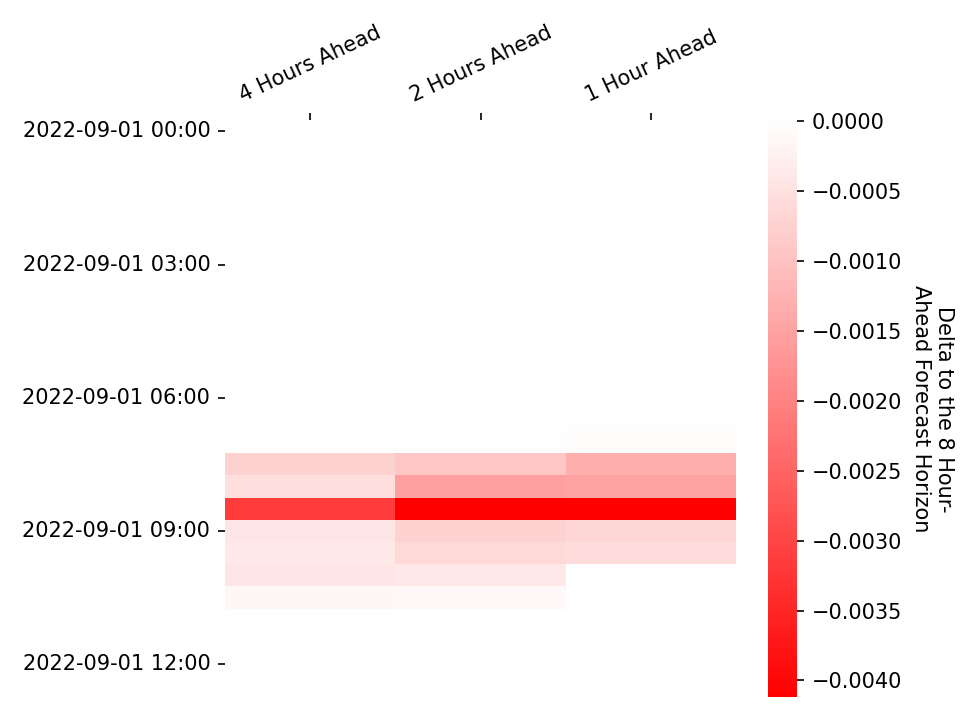 4 Hours Ahead
2 Hours Ahead
1 Hour Ahead
2022-09-01 00:00
2022-09-01 03:00
2022-09-01 06:00
2022-09-01 09:00
2022-09-01 12:00
0.0000
−0.0005
−0.0010
−0.0015
−0.0020
−0.0025
−0.0030
−0.0035
−0.0040
Delta to the 8 Hour-
Ahead Forecast Horizon